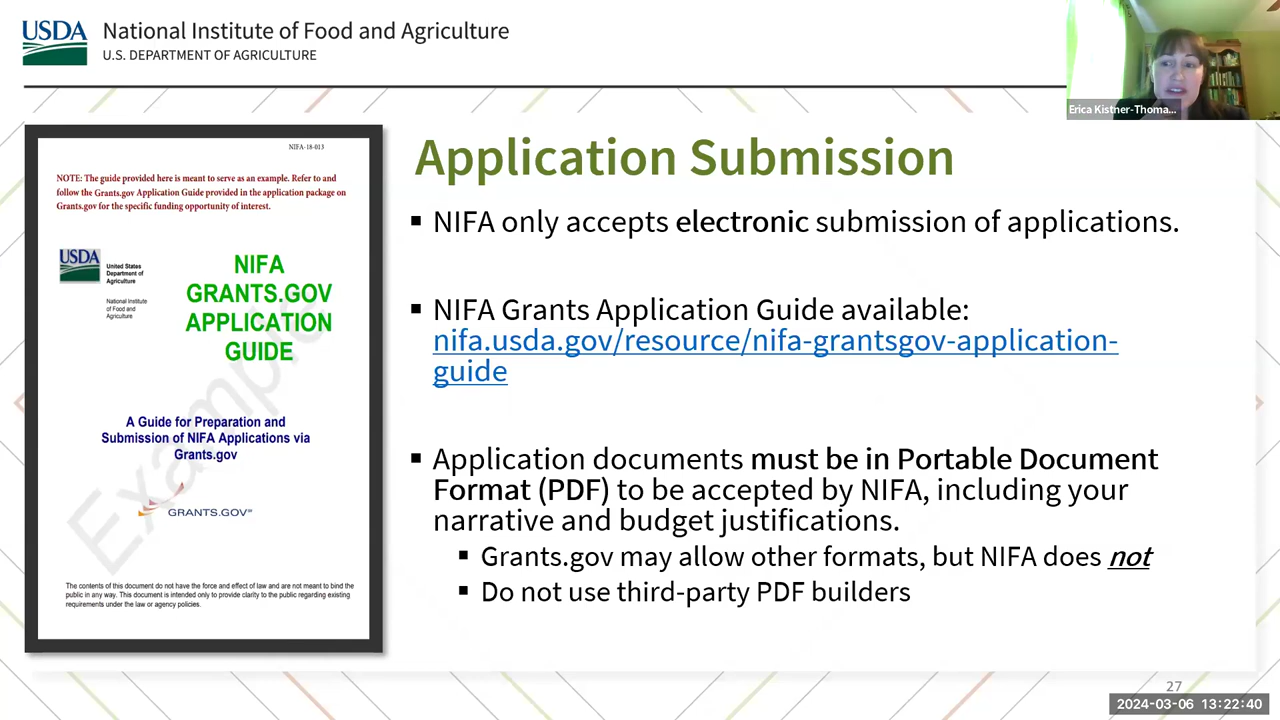 USDA
National Institute of Food and Agriculture
U.S. DEPARTMENT OF AGRICULTURE
Erica Kistner-Thoma...
NIFA-18-013
NOTE: The guide provided here is meant to serve as an example. Refer to and
follow the Grants.gov Application Guide provided in the application package on
Grants.gov for the specific funding opportunity of interest.
USDA
United States
Department of
Agriculture
National Institute
of Food and
Agriculture
NIFA
GRANTS.GOV
APPLICATION
GUIDE
A Guide for Preparation and
Submission of NIFA Applications via
Grants.gov
Example
GRANTS.GOV
The contents of this document do not have the force and effect of law and are not meant to bind the
public in any way. This document is intended only to provide clarity to the public regarding existing
requirements under the law or agency policies.
Application Submission
▪ NIFA only accepts electronic submission of applications.
▪ NIFA Grants Application Guide available:
nifa.usda.gov/resource/nifa-grantsgov-application-
guide
▪ Application documents must be in Portable Document
Format (PDF) to be accepted by NIFA, including your
narrative and budget justifications.
▪ Grants.gov may allow other formats, but NIFA does not
▪ Do not use third-party PDF builders
27
2024-03-06 13:22:40